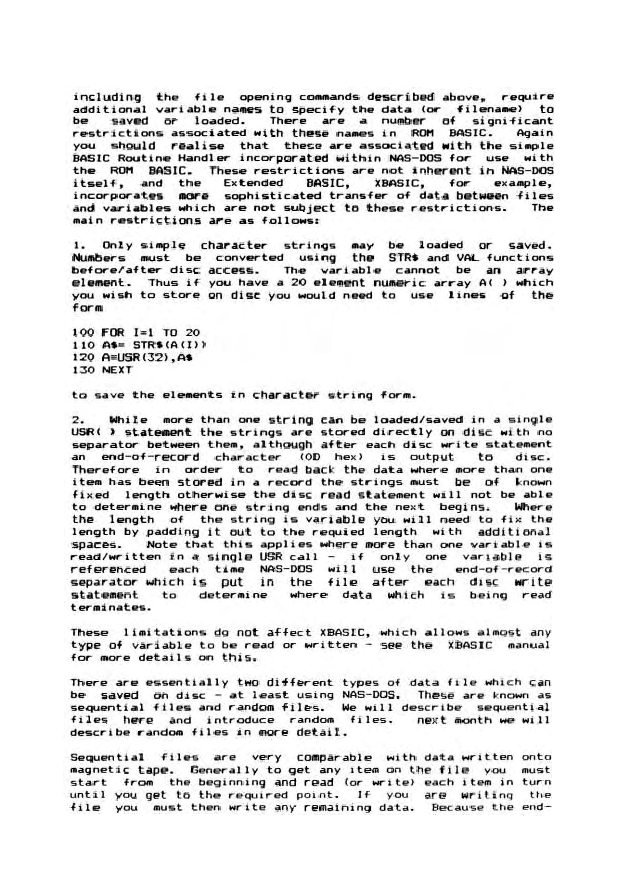 including the file opening commands described above, require
additional variable names to specify the data (or filename) to
be saved or loaded. There are a number of significant
restrictions associated with these names in ROM BASIC. Again
you should realise that these are associated with the simple
BASIC Routine Handler incorporated within NAS-DOS for use with
the ROM BASIC. These restrictions are not inherent in NAS-DOS
itself, and the Extended BASIC, XBASIC, for example,
incorporates more sophisticated transfer of data between files
and variables which are not subject to these restrictions. The
main restrictions are as follows:
1. Only simple character strings may be loaded or saved.
Numbers must be converted using the STR$ and VAL functions
before/after disc access. The variable cannot be an array
element. Thus if you have a 20 element numeric array A( ) which
you wish to store on disc you would need to use lines of the
form
100 FOR I=1 TO 20
110 A$= STR$(A(I))
120 A=USR(32),A$
130 NEXT
to save the elements in character string form.
2. While more than one string can be loaded/saved in a single
USR( ) statement the strings are stored directly on disc with no
separator between them, although after each disc write statement
an end-of-record character (0D hex) is output to disc.
Therefore in order to read back the data where more than one
item has been stored in a record the strings must be of known
fixed length otherwise the disc read statement will not be able
to determine where one string ends and the next begins. Where
the length of the string is variable you will need to fix the
length by padding it out to the requied length with additional
spaces. Note that this applies where more than one variable is
read/written in a single USR call - if only one variable is
referenced each time NAS-DOS will use the end-of-record
separator which is put in the file after each disc write
statement to determine where data which is being read
terminates.
These limitations do not affect XBASIC, which allows almost any
type of variable to be read or written - see the XBASIC manual
for more details on this.
There are essentially two different types of data file which can
be saved on disc - at least using NAS-DOS. These are known as
sequential files and random files. We will describe sequential
files here and introduce random files. next month we will
describe random files in more detail.
Sequential files are very comparable with data written onto
magnetic tape. Generally to get any item on the file you must
start from the beginning and read (or write) each item in turn
until you get to the required point. If you are writing the
file you must then write any remaining data. Because the end-